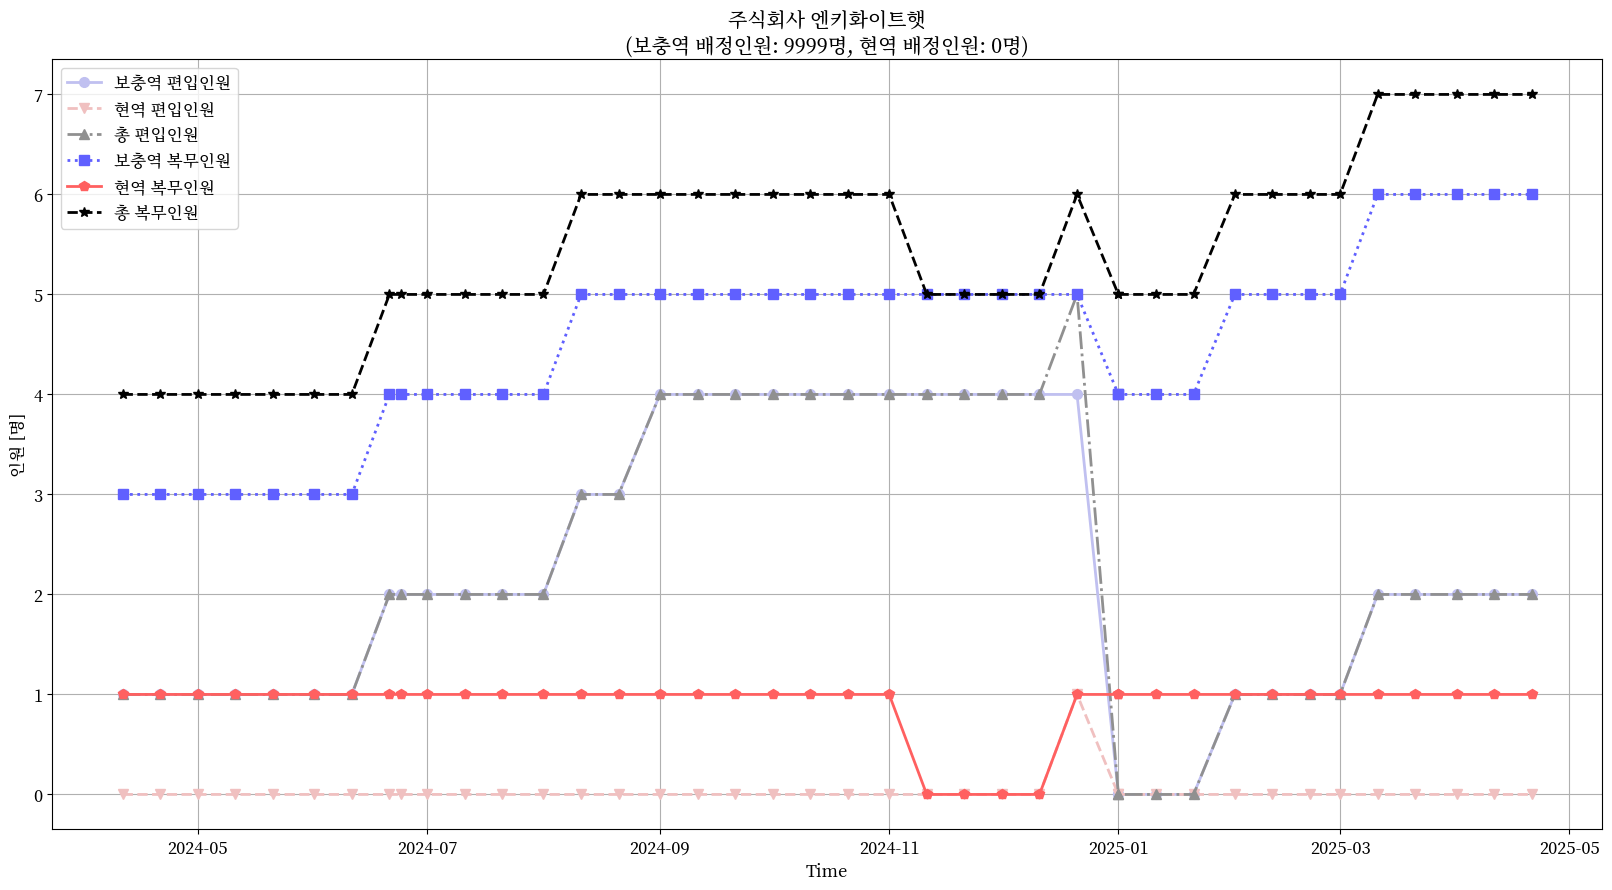 주식회사 엔키화이트햇
(보충역 배정인원: 9999명, 현역 배정인원: 0명)
보충역 편입인원
현역 편입인원
총 편입인원
보충역 복무인원
현역 복무인원
총 복무인원
7
6
5
4
3
2
1
0
인원 [명]
2024-05
2024-07
2024-09
2024-11
2025-01
2025-03
2025-05
Time